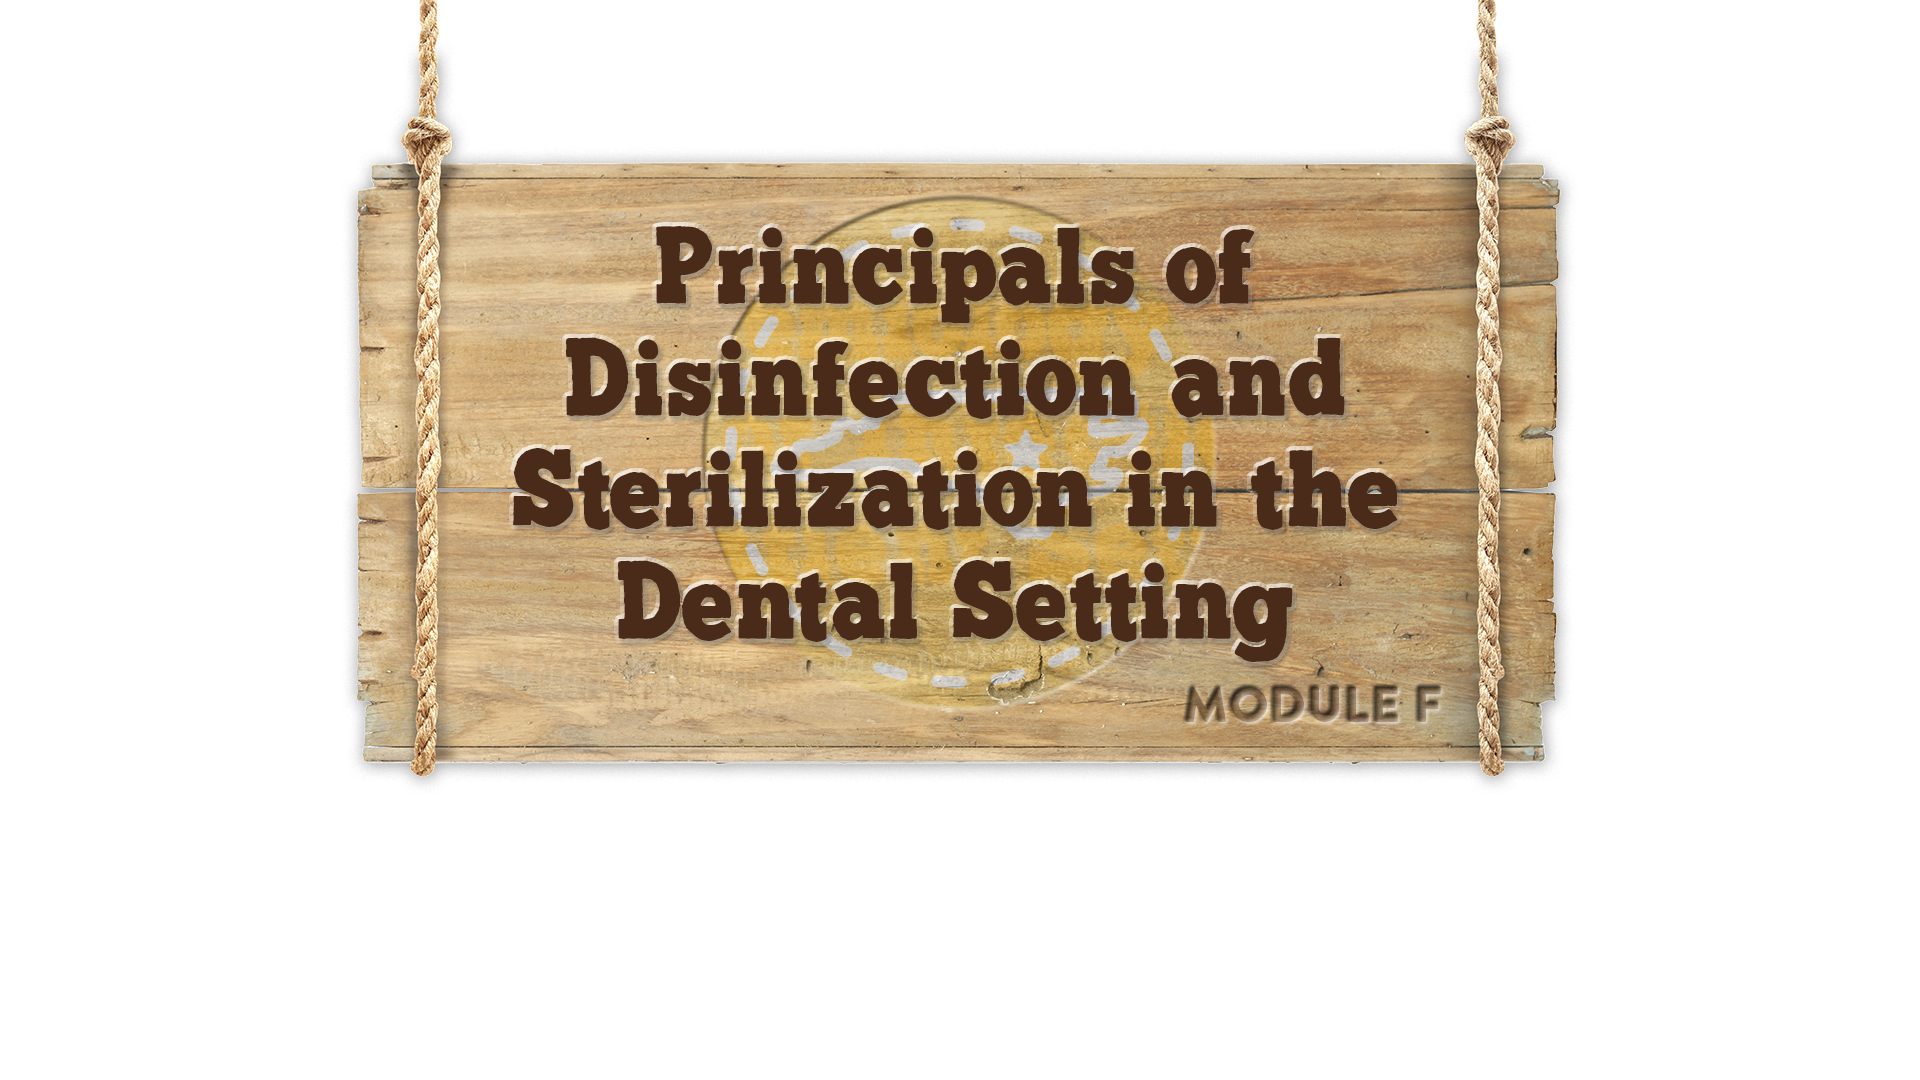 Principals of
Disinfection and
Sterilization in the
Dental Setting
MODULE F